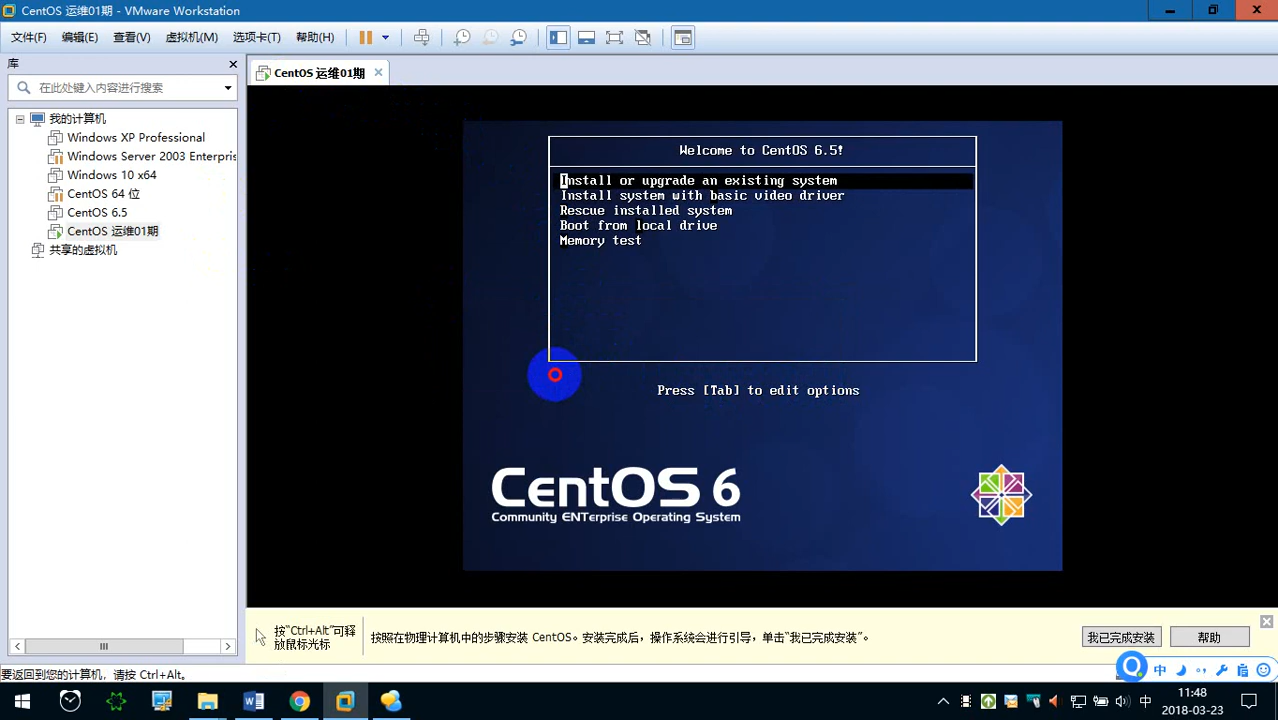 CentOS 运维01期 - VMware Workstation
文件(F) 编辑(E) 查看(V) 虚拟机(M) 选项卡(T) 帮助(H)
库
在此处键入内容进行搜索
我的计算机
Windows XP Professional
Windows Server 2003 Enterpris
Windows 10 x64
CentOS 64 位
CentOS 6.5
CentOS 运维01期
共享的虚拟机
CentOS 运维01期
Welcome to CentOS 6.5!
Install or upgrade an existing system
Install system with basic video driver
Rescue installed system
Boot from local drive
Memory test
Press [Tab] to edit options
CentOS 6
Community ENTerprise Operating System
按“Ctrl+Alt”可释
放鼠标光标
按照在物理计算机中的步骤安装 CentOS。安装完成后，操作系统会进行引导，单击“我已完成安装”。
我已完成安装
帮助
要返回到您的计算机，请按 Ctrl+Alt。
中
中
11:48
2018-03-23